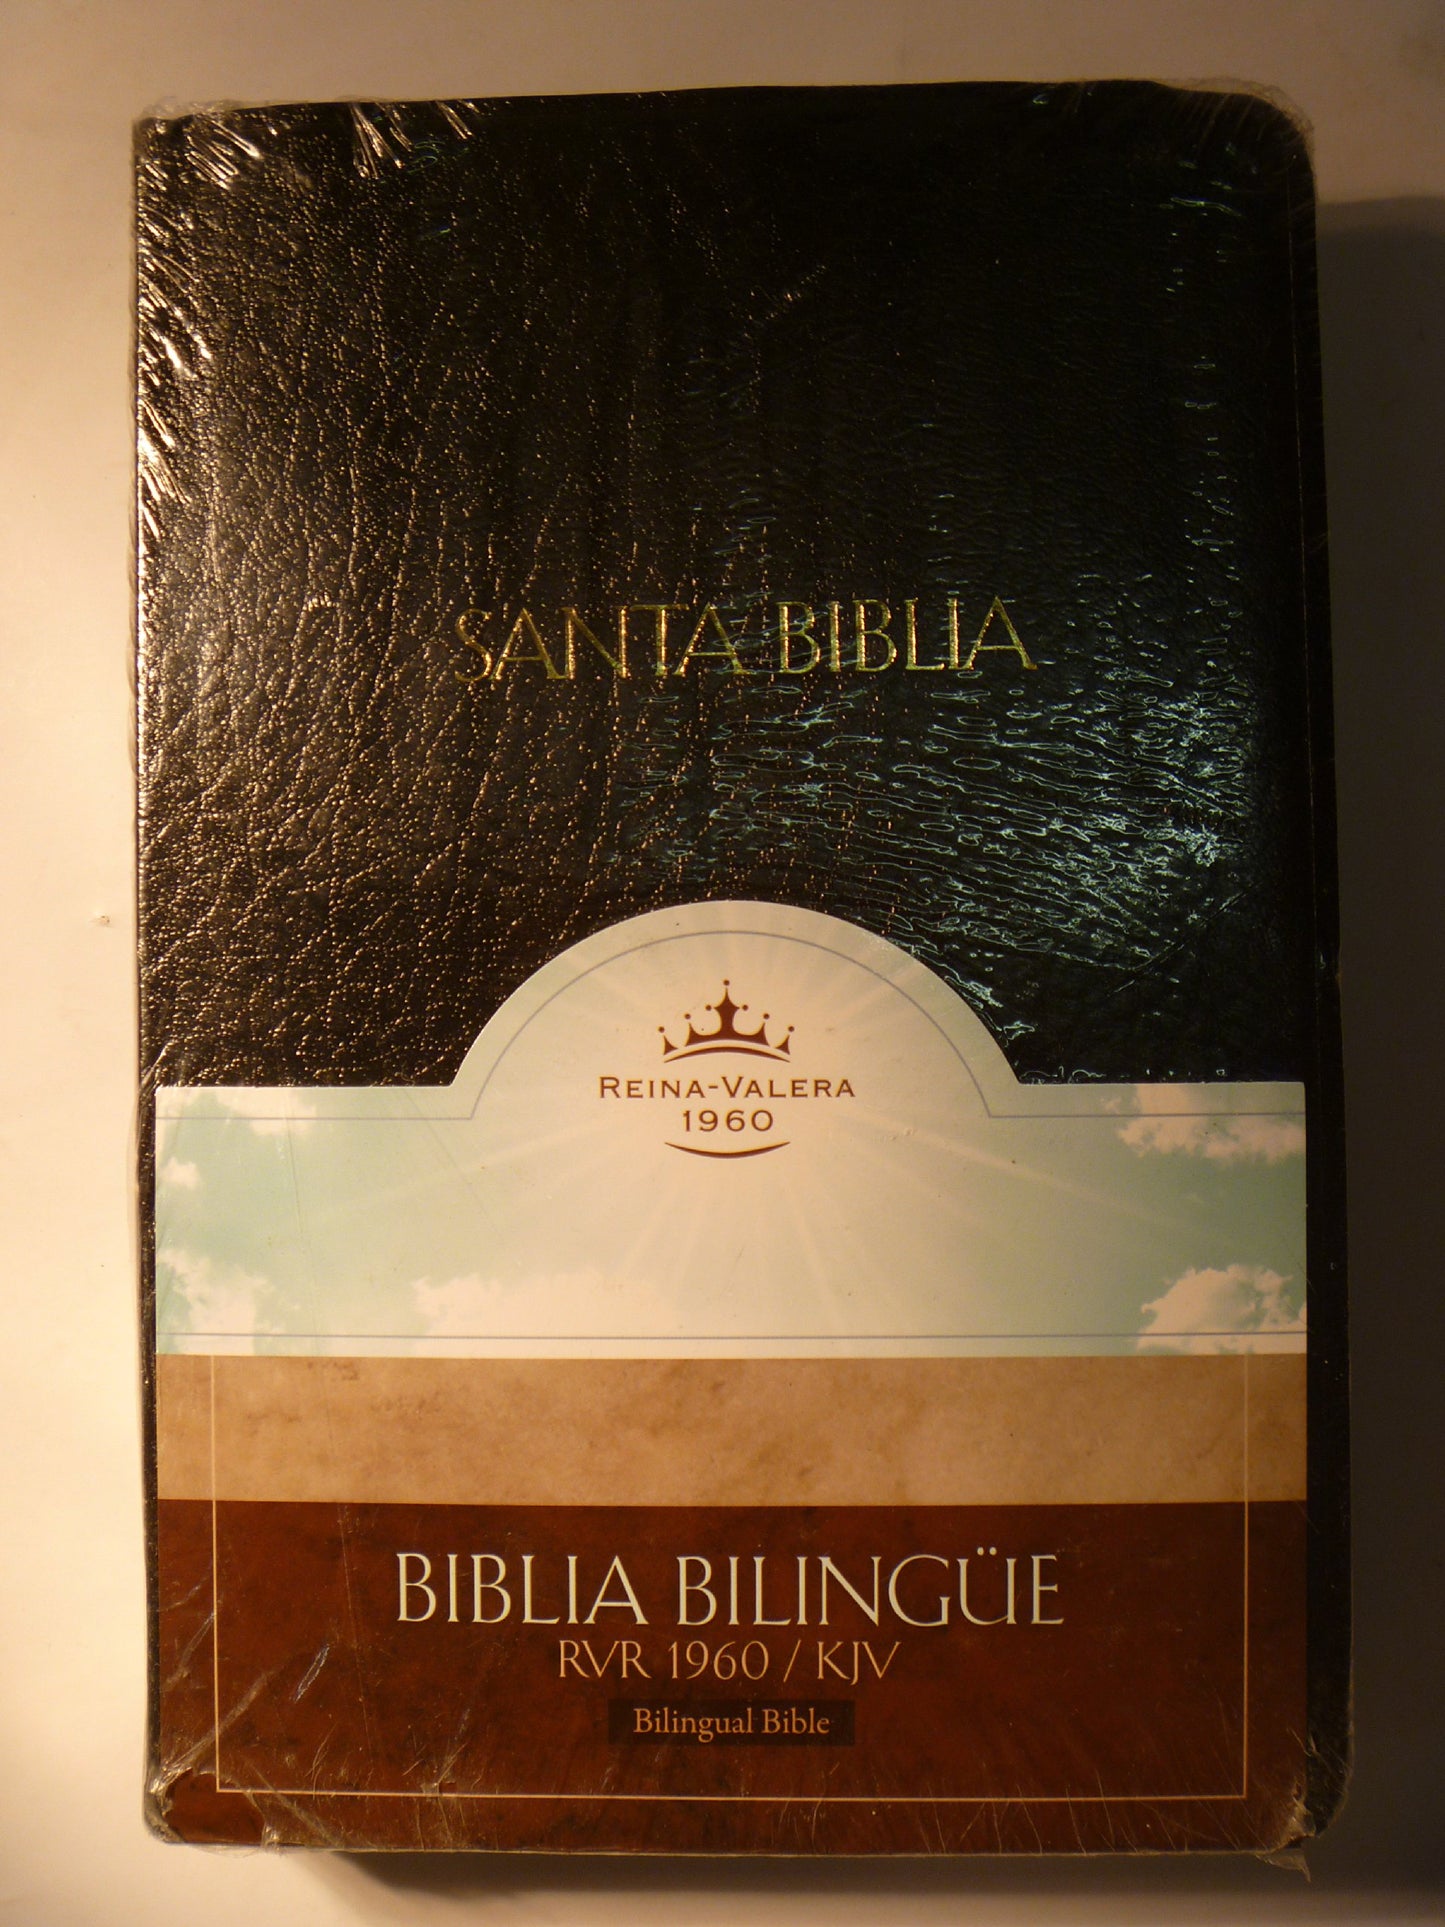 SANTA BIBLIA
REINA-VALERA
1960
BIBLIA BILINGÜE
RVR 1960 / KJV
Bilingual Bible